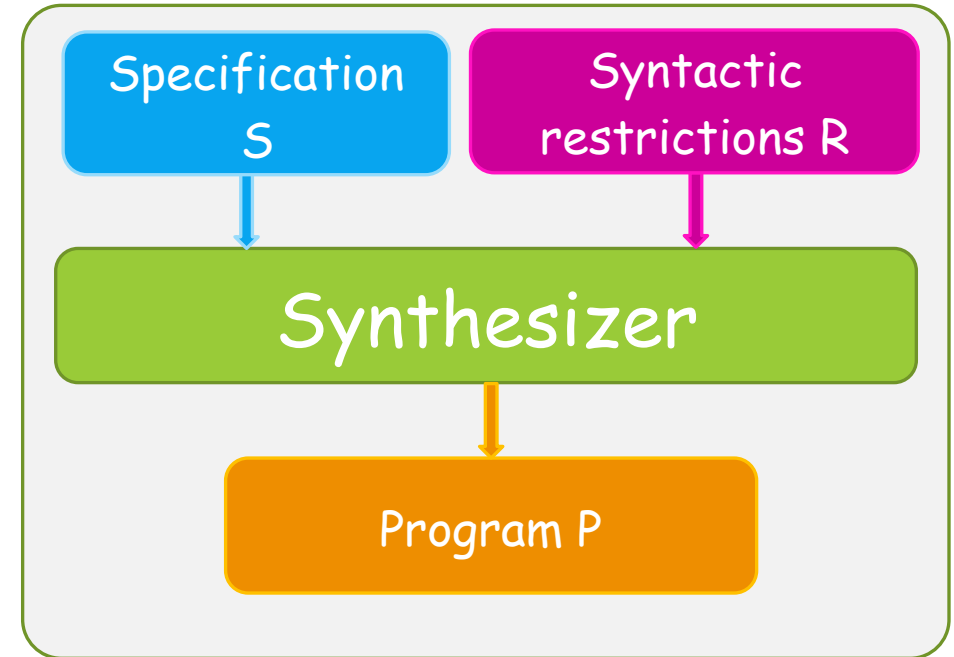 Specification
S
Syntactic
restrictions R
Synthesizer
Program P